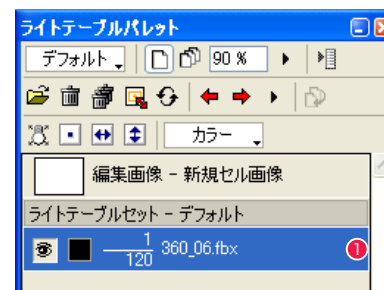 ライトテーブルパレット
デフォルト 90 %
カラー
編集画像 - 新規セル画像
ライトテーブルセット - デフォルト
1/120 360_06.fbx 1